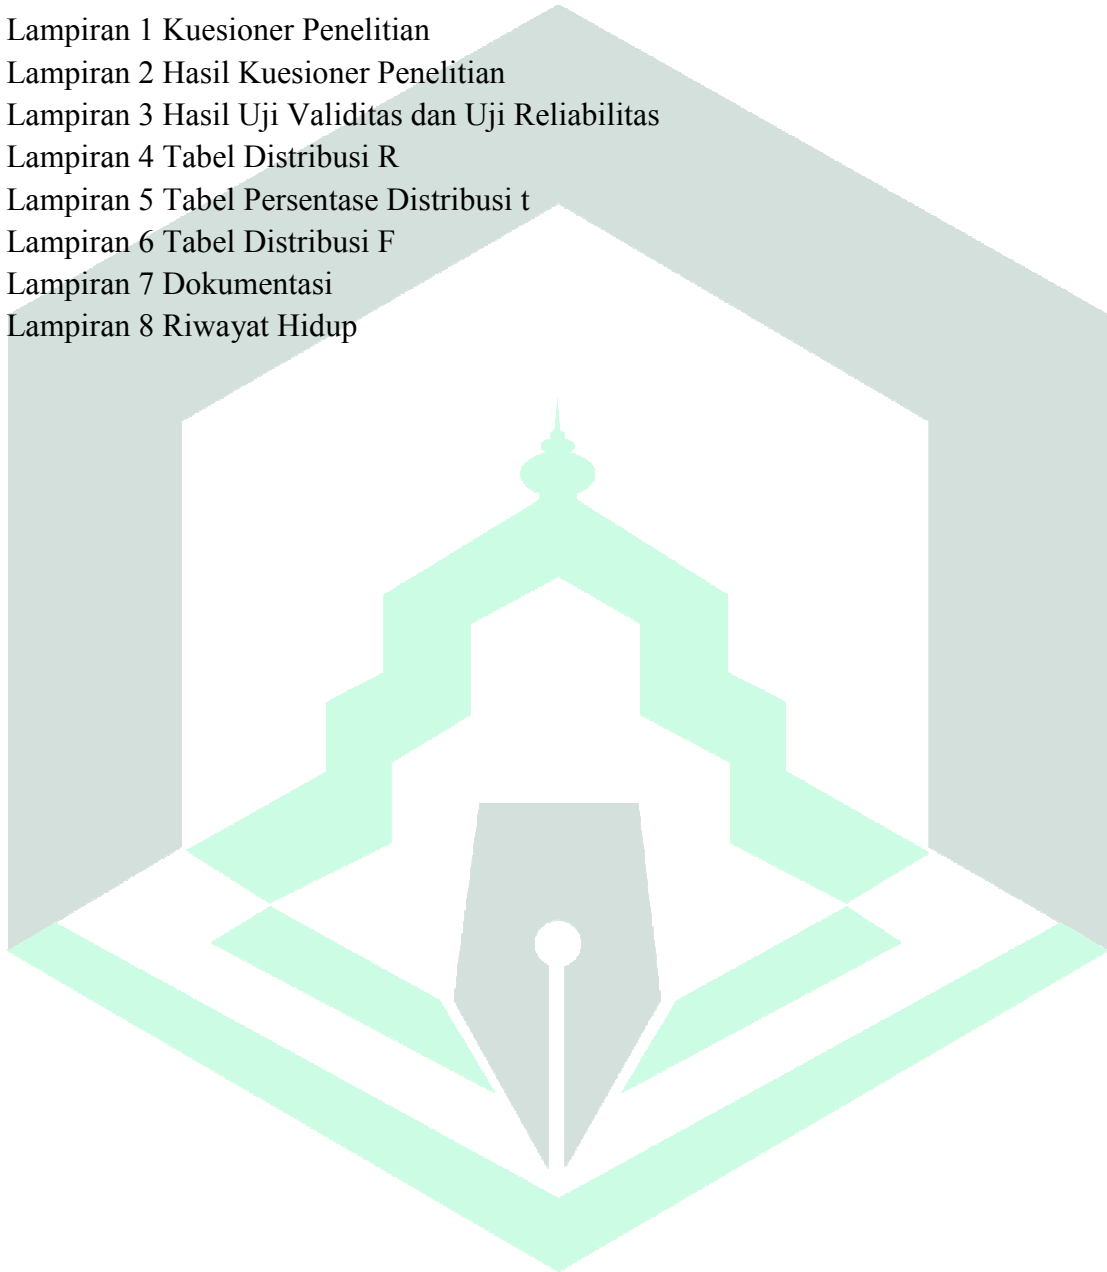 Lampiran 1 Kuesioner Penelitian
Lampiran 2 Hasil Kuesioner Penelitian
Lampiran 3 Hasil Uji Validitas dan Uji Reliabilitas
Lampiran 4 Tabel Distribusi R
Lampiran 5 Tabel Persentase Distribusi t
Lampiran 6 Tabel Distribusi F
Lampiran 7 Dokumentasi
Lampiran 8 Riwayat Hidup